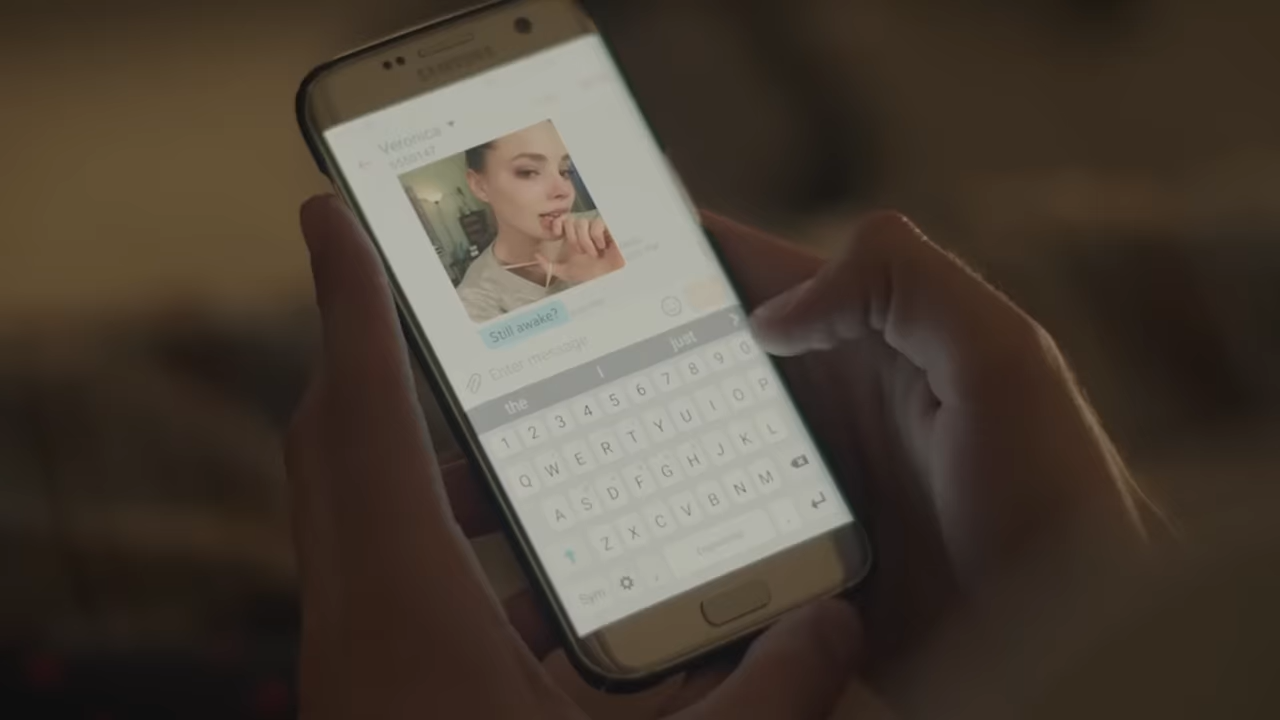 SAMSUNG
Veronica
5550147
Still awake?
Enter message
the I just
1 2 3 4 5 6 7 8 9 0
Q W E R T Y U I O P
A S D F G H J K L
Z X C V B N M
Sym , .